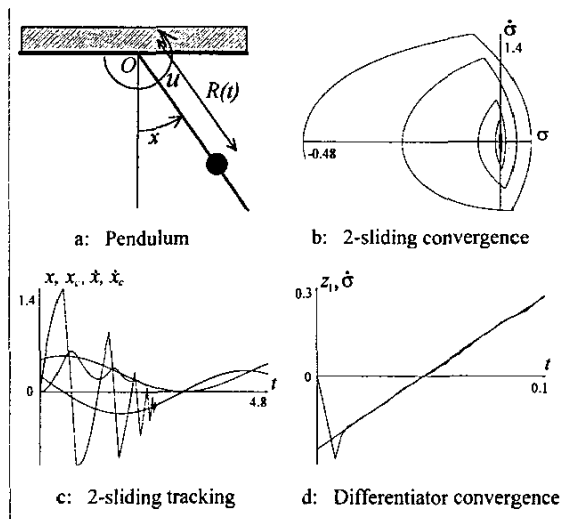 O
u
R(t)
x
a: Pendulum
σ̇
1.4
σ
-0.48
b: 2-sliding convergence
x, x_c, ẋ, ẋ_c
1.4
0
t
4.8
c: 2-sliding tracking
z₁, σ̇
0.3
t
0
0.1
d: Differentiator convergence